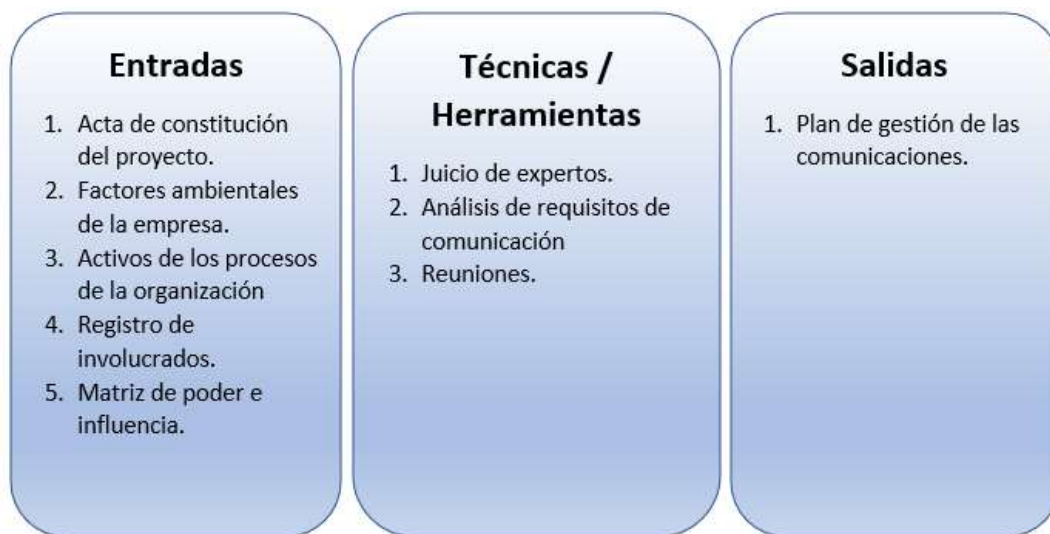 Entradas
1. Acta de constitución
del proyecto.
2. Factores ambientales
de la empresa.
3. Activos de los procesos
de la organización
4. Registro de
involucrados.
5. Matriz de poder e
influencia.
Técnicas /
Herramientas
1. Juicio de expertos.
2. Análisis de requisitos de
comunicación
3. Reuniones.
Salidas
1. Plan de gestión de las
comunicaciones.